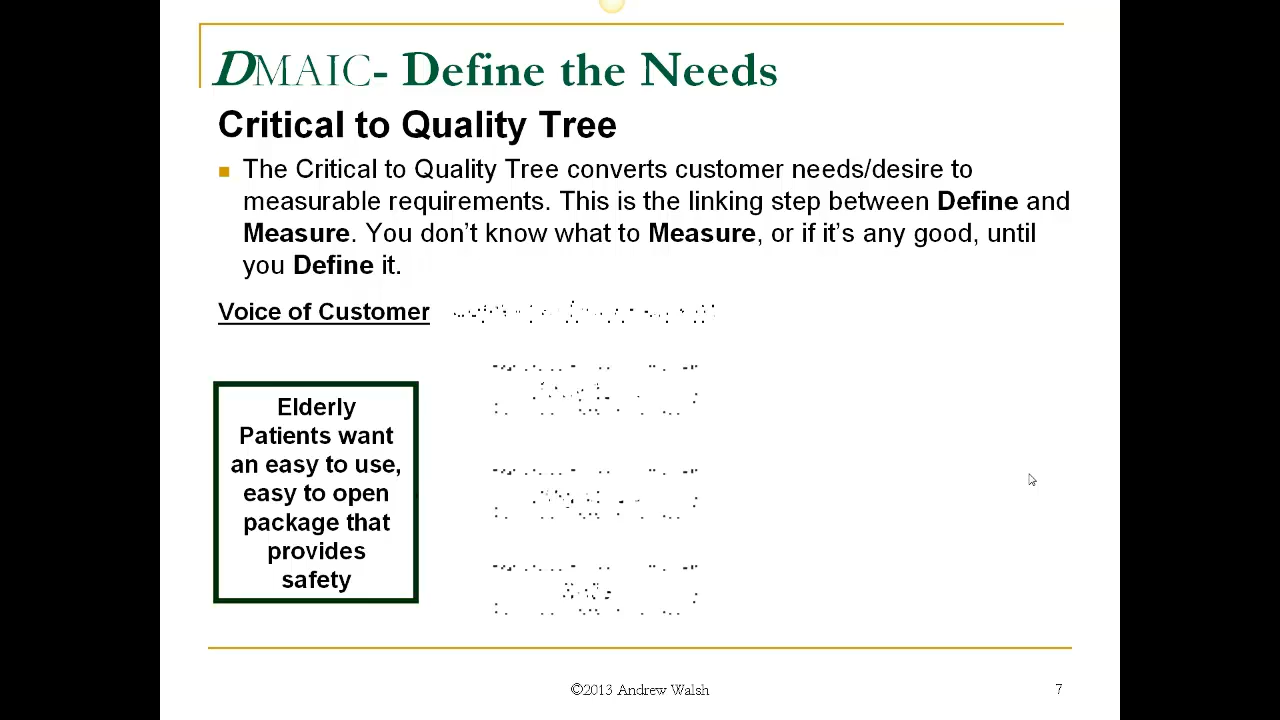 DMAIC- Define the Needs
Critical to Quality Tree
The Critical to Quality Tree converts customer needs/desire to
measurable requirements. This is the linking step between Define and
Measure. You don't know what to Measure, or if it's any good, until
you Define it.
Voice of Customer
Elderly
Patients want
an easy to use,
easy to open
package that
provides
safety
©2013 Andrew Walsh
7